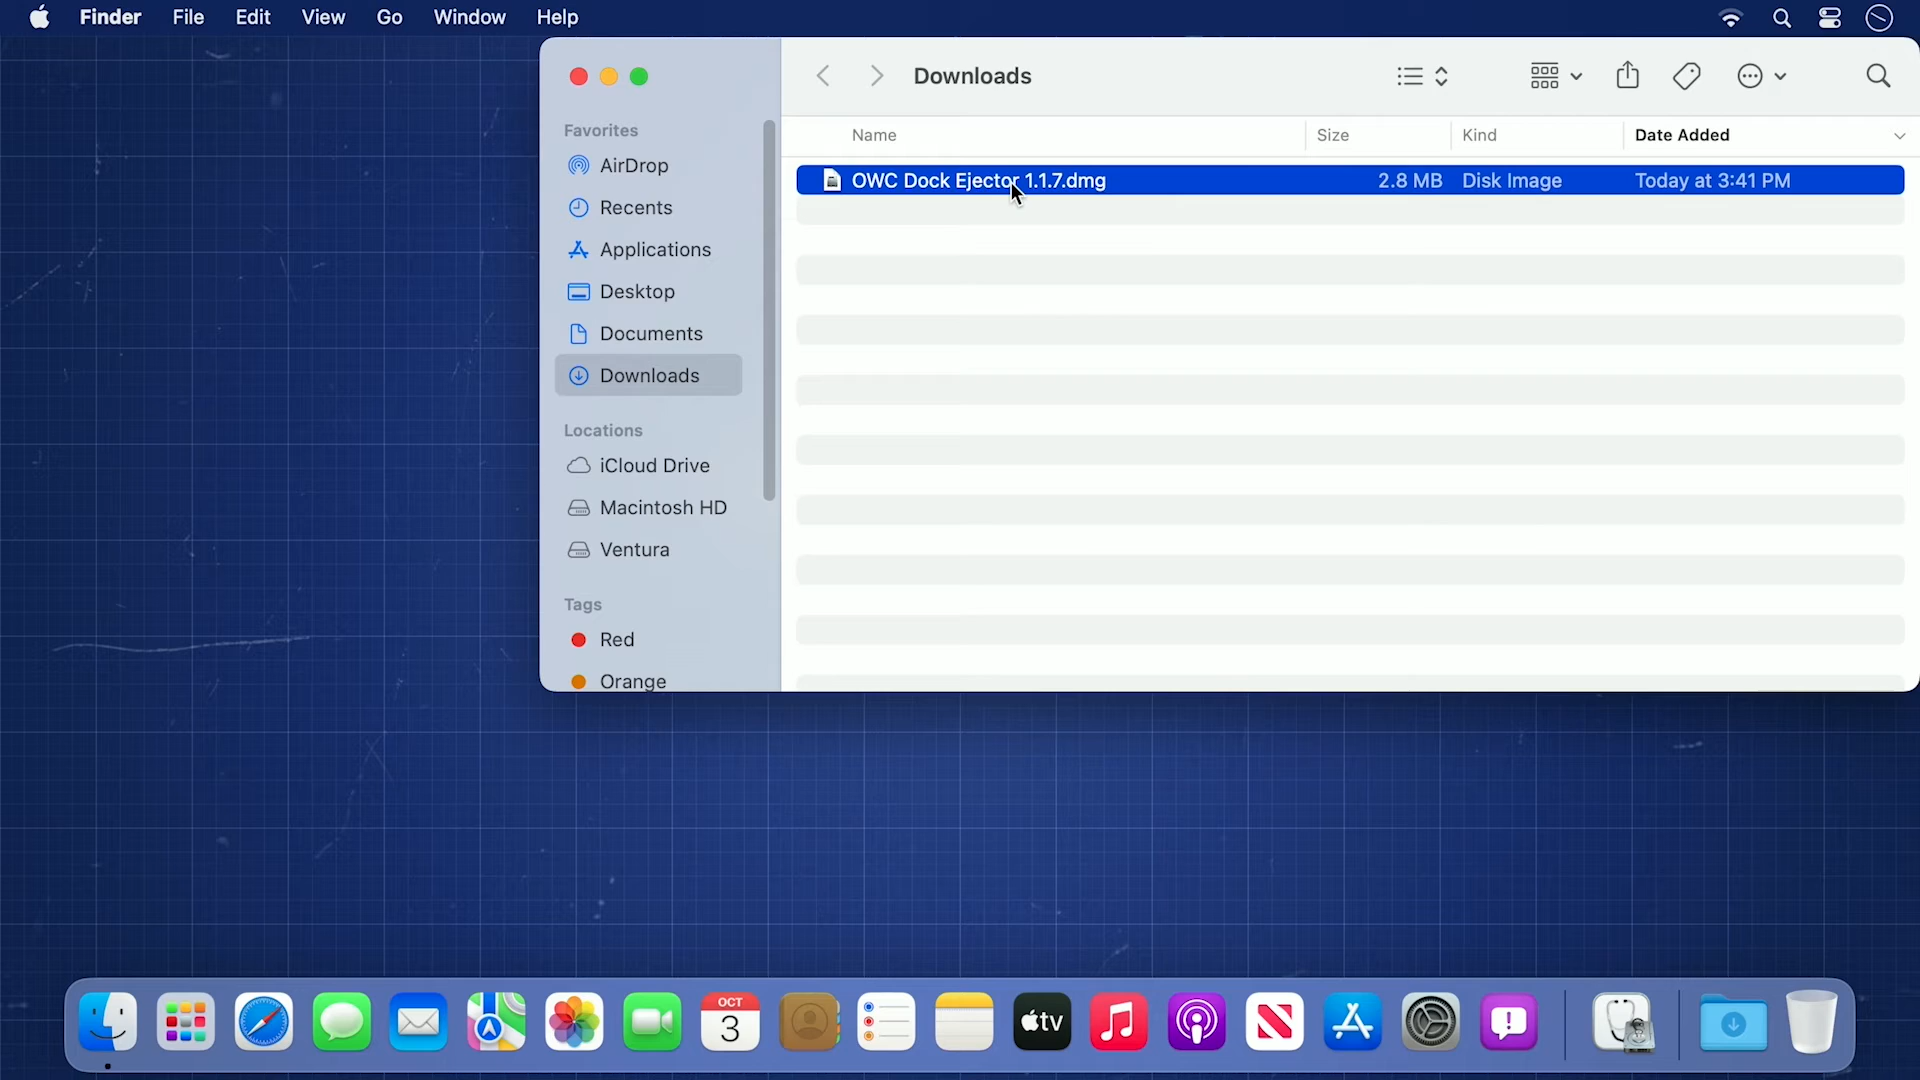 Finder File Edit View Go Window Help
Downloads
Favorites
AirDrop
Recents
Applications
Desktop
Documents
Downloads
Locations
iCloud Drive
Macintosh HD
Ventura
Tags
Red
Orange
Name Size Kind Date Added
OWC Dock Ejector 1.1.7.dmg 2.8 MB Disk Image Today at 3:41 PM
OCT
3
tv